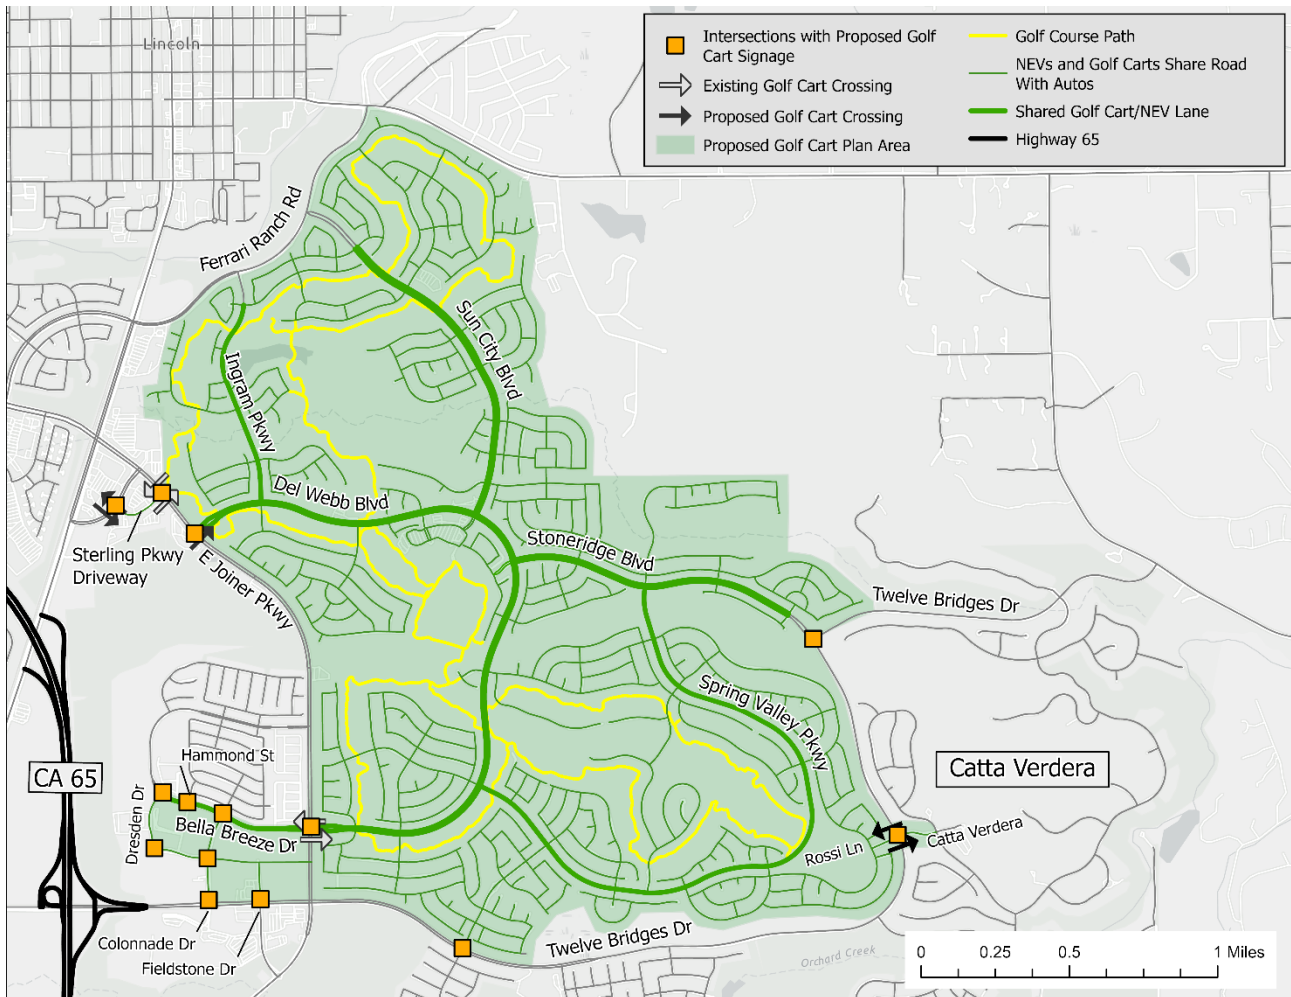 Lincoln
Intersections with Proposed Golf
Cart Signage
Existing Golf Cart Crossing
Proposed Golf Cart Crossing
Proposed Golf Cart Plan Area
Golf Course Path
NEVs and Golf Carts Share Road
With Autos
Shared Golf Cart/NEV Lane
Highway 65
Ferrari Ranch Rd
Sun City Blvd
Ingram Pkwy
Del Webb Blvd
Stoneridge Blvd
Sterling Pkwy
Driveway
E Joiner Pkwy
Twelve Bridges Dr
Spring Valley Pkwy
Hammond St
CA 65
Catta Verdera
Dresden Dr
Bella Breeze Dr
Rossi Ln
Catta Verdera
Colonnade Dr
Fieldstone Dr
Twelve Bridges Dr
Orchard Creek
0 0.25 0.5 1 Miles